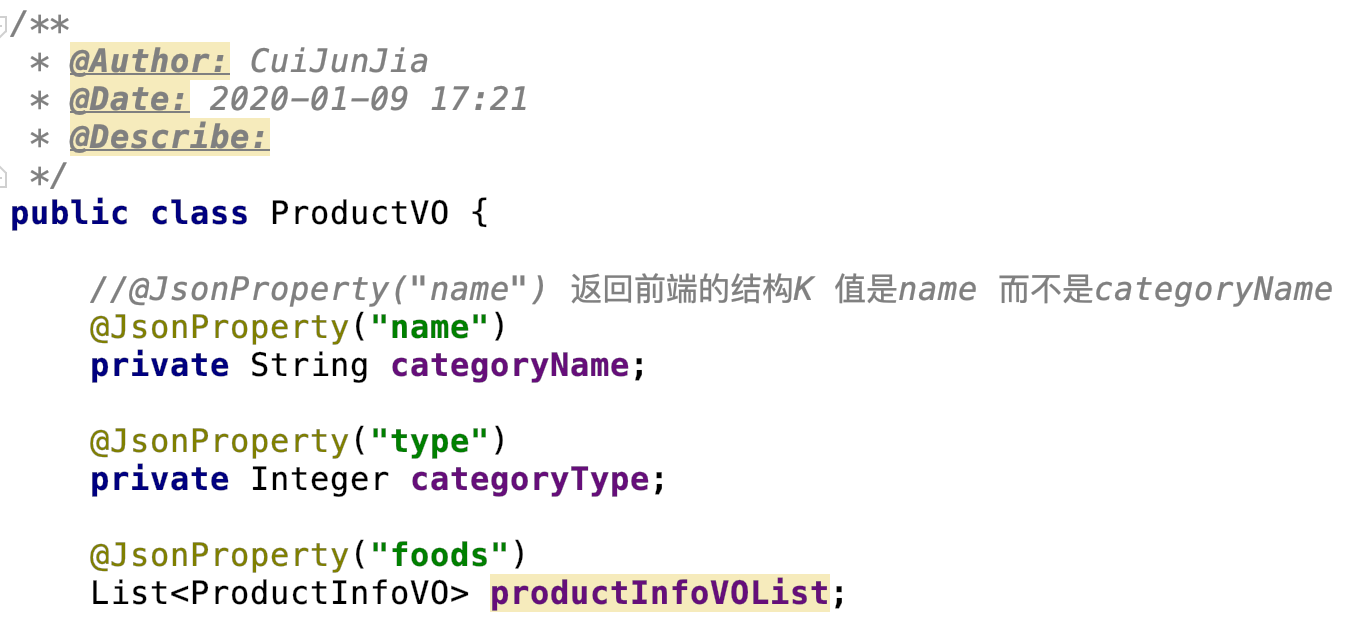 /**
 * @Author: CuiJunJia
 * @Date: 2020-01-09 17:21
 * @Describe:
 */
public class ProductVO {
    //@JsonProperty("name") 返回前端的结构K 值是name 而不是categoryName
    @JsonProperty("name")
    private String categoryName;
    @JsonProperty("type")
    private Integer categoryType;
    @JsonProperty("foods")
    List<ProductInfoVO> productInfoVOList;